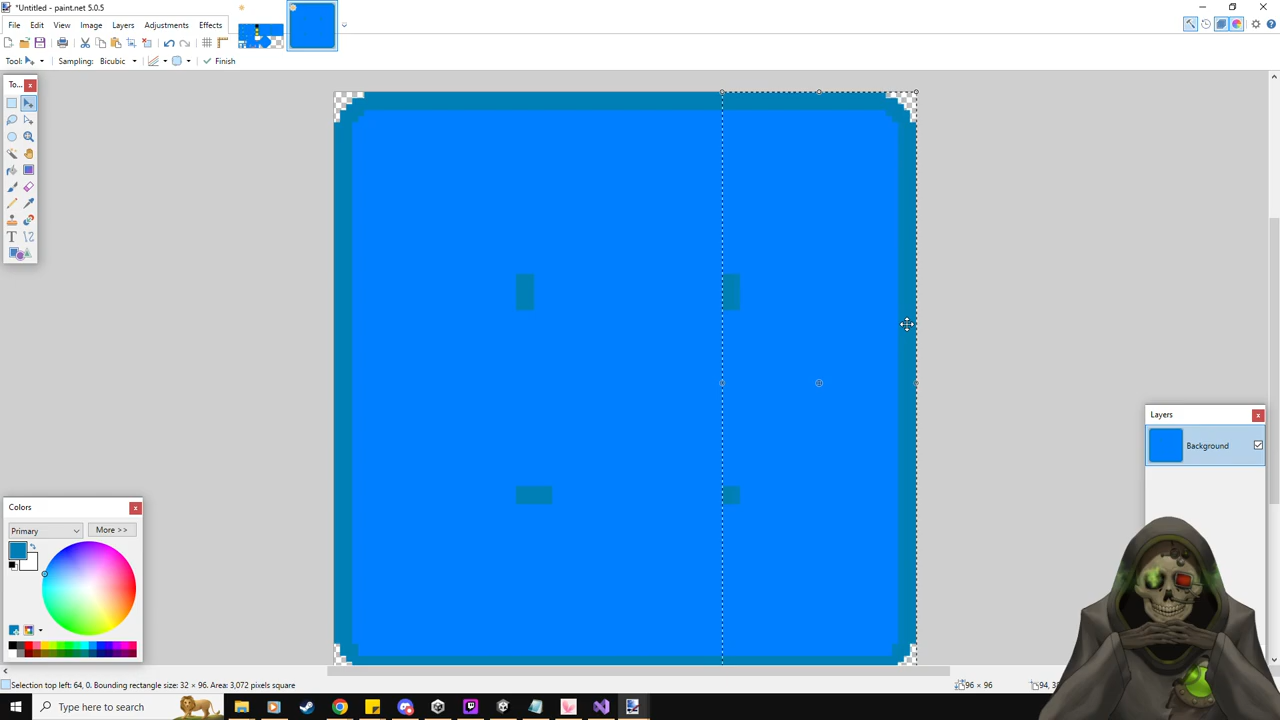 *Untitled - paint.net 5.0.5
File Edit View Image Layers Adjustments Effects
Tool: Sampling: Bicubic Finish
To...
Layers
Background
Colors
Primary More >>
Selection top left: 64, 0. Bounding rectangle size: 32 × 96. Area: 3,072 pixels square 96 × 96
Type here to search